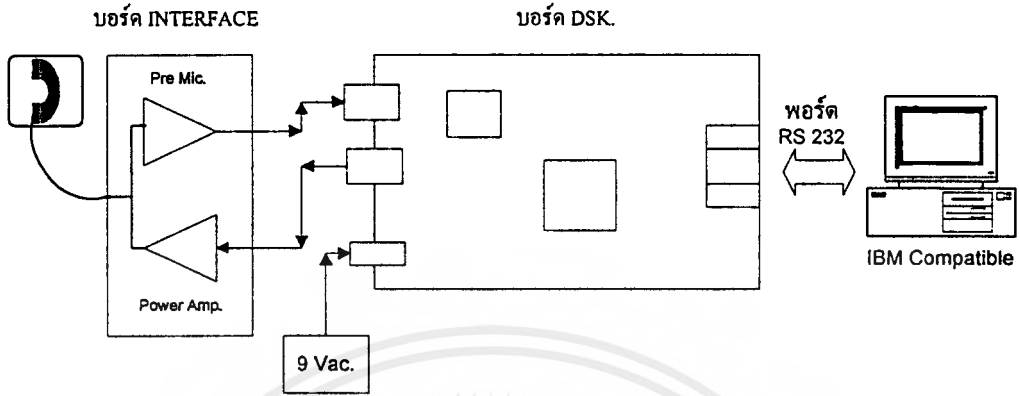 บอร์ด INTERFACE
บอร์ด DSK.
Pre Mic.
พอร์ต
RS 232
IBM Compatible
Power Amp.
9 Vac.